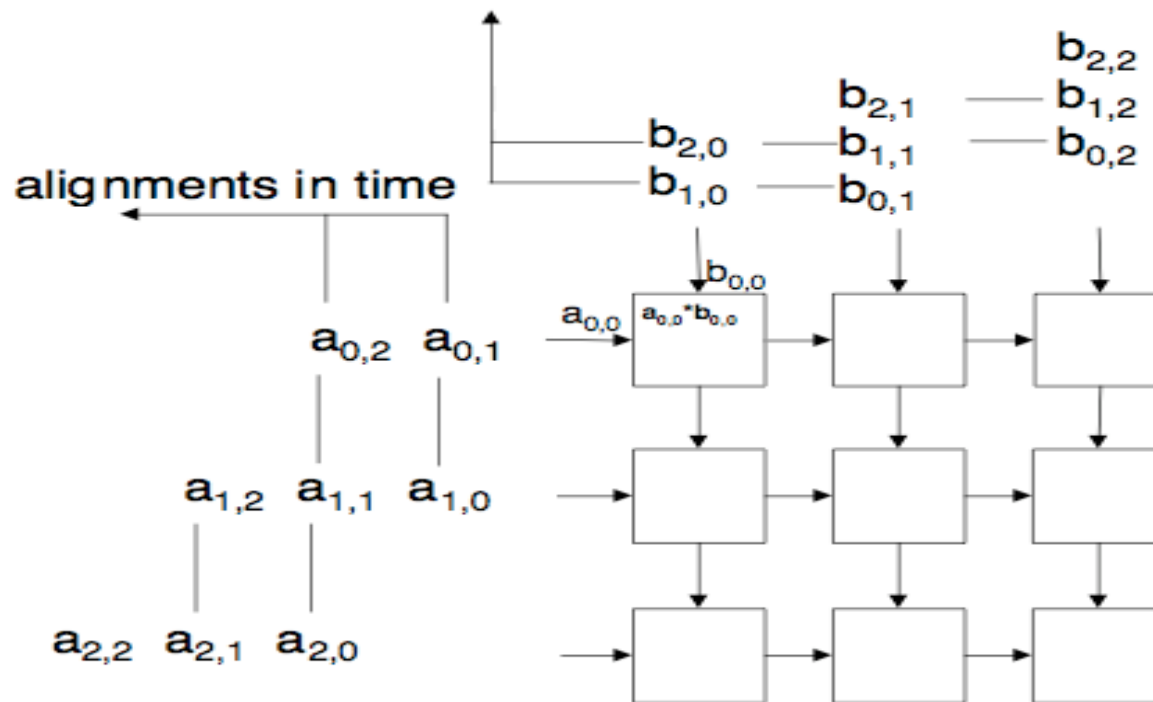 b2,2
b2,1 b1,2
b2,0 b1,1 b0,2
alignments in time b1,0 b0,1
b0,0
a0,2 a0,1 a0,0 a0,0*b0,0
a1,2 a1,1 a1,0
a2,2 a2,1 a2,0